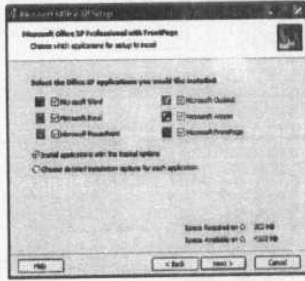 Microsoft Office XP Setup
Microsoft Office XP Professional with FrontPage
Choose which applications for setup to install
Select the Office XP applications you would like installed:
Microsoft Word
Microsoft Outlook
Microsoft Excel
Microsoft Access
Microsoft PowerPoint
Microsoft FrontPage
Install applications with the typical options
Choose detailed installation options for each application.
Space Required on C:
Space Available on C:
Help
< Back
Next >
Cancel